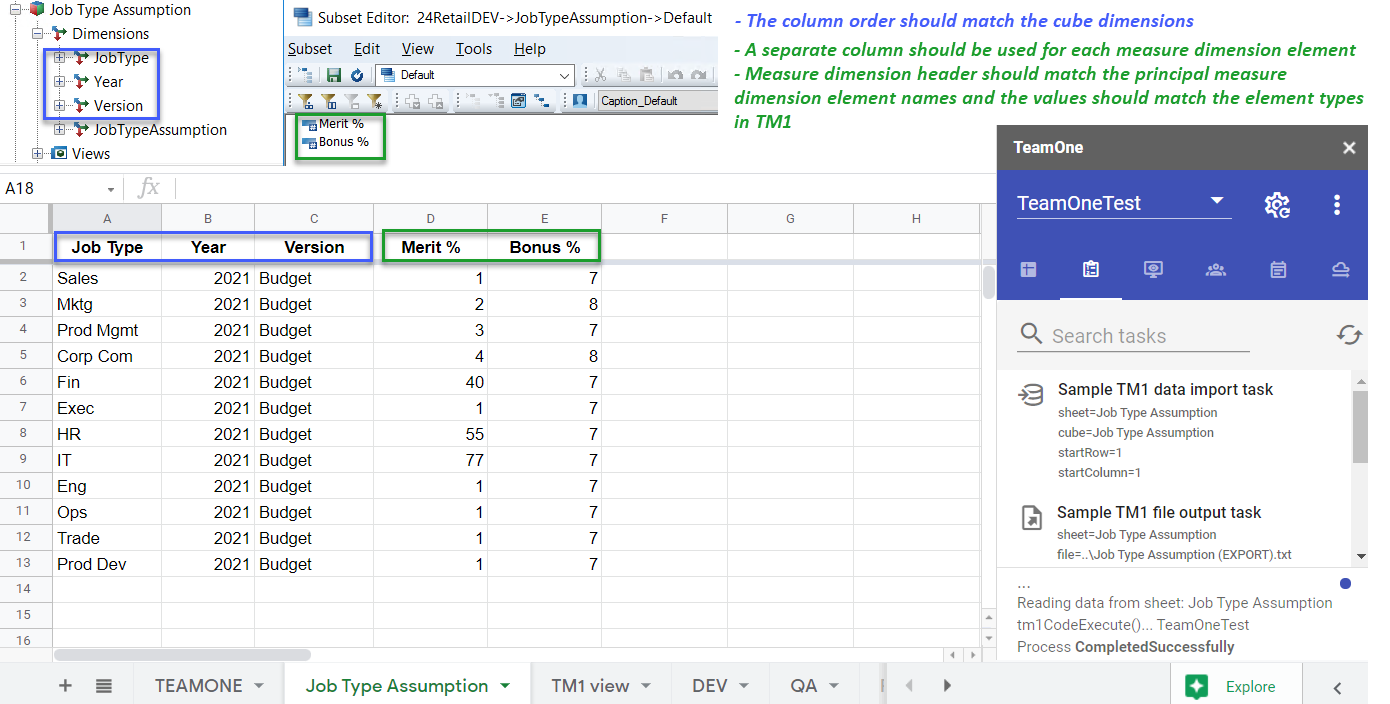 Job Type Assumption
Dimensions
JobType
Year
Version
JobTypeAssumption
Views
Subset Editor: 24RetailDEV->JobTypeAssumption->Default
Subset Edit View Tools Help
Default
Caption_Default
Merit %
Bonus %
- The column order should match the cube dimensions
- A separate column should be used for each measure dimension element
- Measure dimension header should match the principal measure
dimension element names and the values should match the element types
in TM1
A18 fx
A B C D E F G H
1 Job Type Year Version Merit % Bonus %
2 Sales 2021 Budget 1 7
3 Mktg 2021 Budget 2 8
4 Prod Mgmt 2021 Budget 3 7
5 Corp Com 2021 Budget 4 8
6 Fin 2021 Budget 40 7
7 Exec 2021 Budget 1 7
8 HR 2021 Budget 55 7
9 IT 2021 Budget 77 7
10 Eng 2021 Budget 1 7
11 Ops 2021 Budget 1 7
12 Trade 2021 Budget 1 7
13 Prod Dev 2021 Budget 1 7
14
15
16
TeamOne
TeamOneTest
Search tasks
Sample TM1 data import task
sheet=Job Type Assumption
cube=Job Type Assumption
startRow=1
startColumn=1
Sample TM1 file output task
sheet=Job Type Assumption
file=..\Job Type Assumption (EXPORT).txt
...
Reading data from sheet: Job Type Assumption
tm1CodeExecute()... TeamOneTest
Process CompletedSuccessfully
TEAMONE Job Type Assumption TM1 view DEV QA Explore